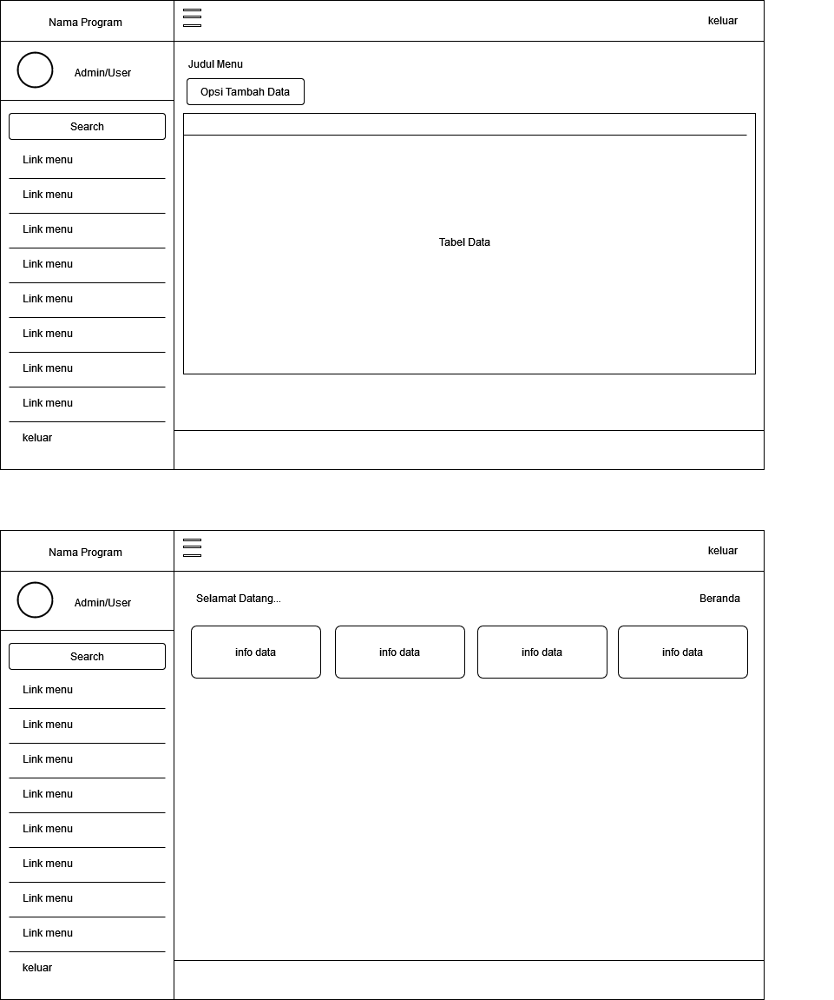 Nama Program
keluar
Admin/User
Judul Menu
Opsi Tambah Data
Search
Link menu
Link menu
Link menu
Link menu
Link menu
Link menu
Link menu
Link menu
keluar
Tabel Data
Nama Program
keluar
Admin/User
Selamat Datang...
Beranda
Search
info data
info data
info data
info data
Link menu
Link menu
Link menu
Link menu
Link menu
Link menu
Link menu
Link menu
keluar